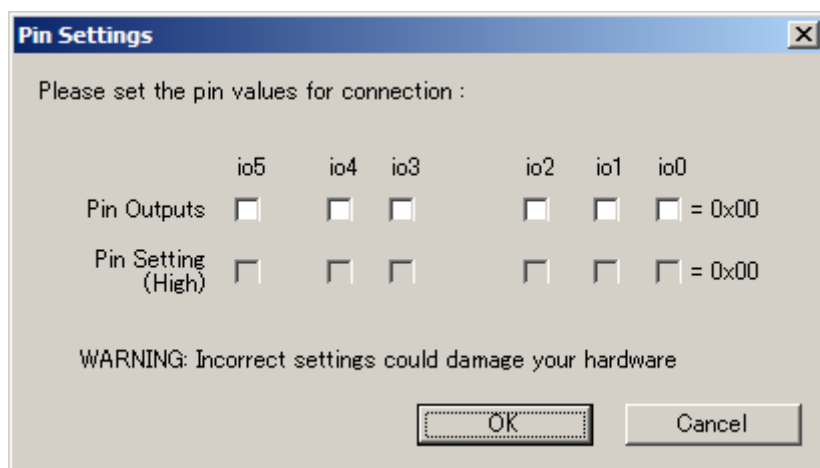 Pin Settings
Please set the pin values for connection :
io5 io4 io3 io2 io1 io0
Pin Outputs = 0x00
Pin Setting
(High) = 0x00
WARNING: Incorrect settings could damage your hardware
OK Cancel